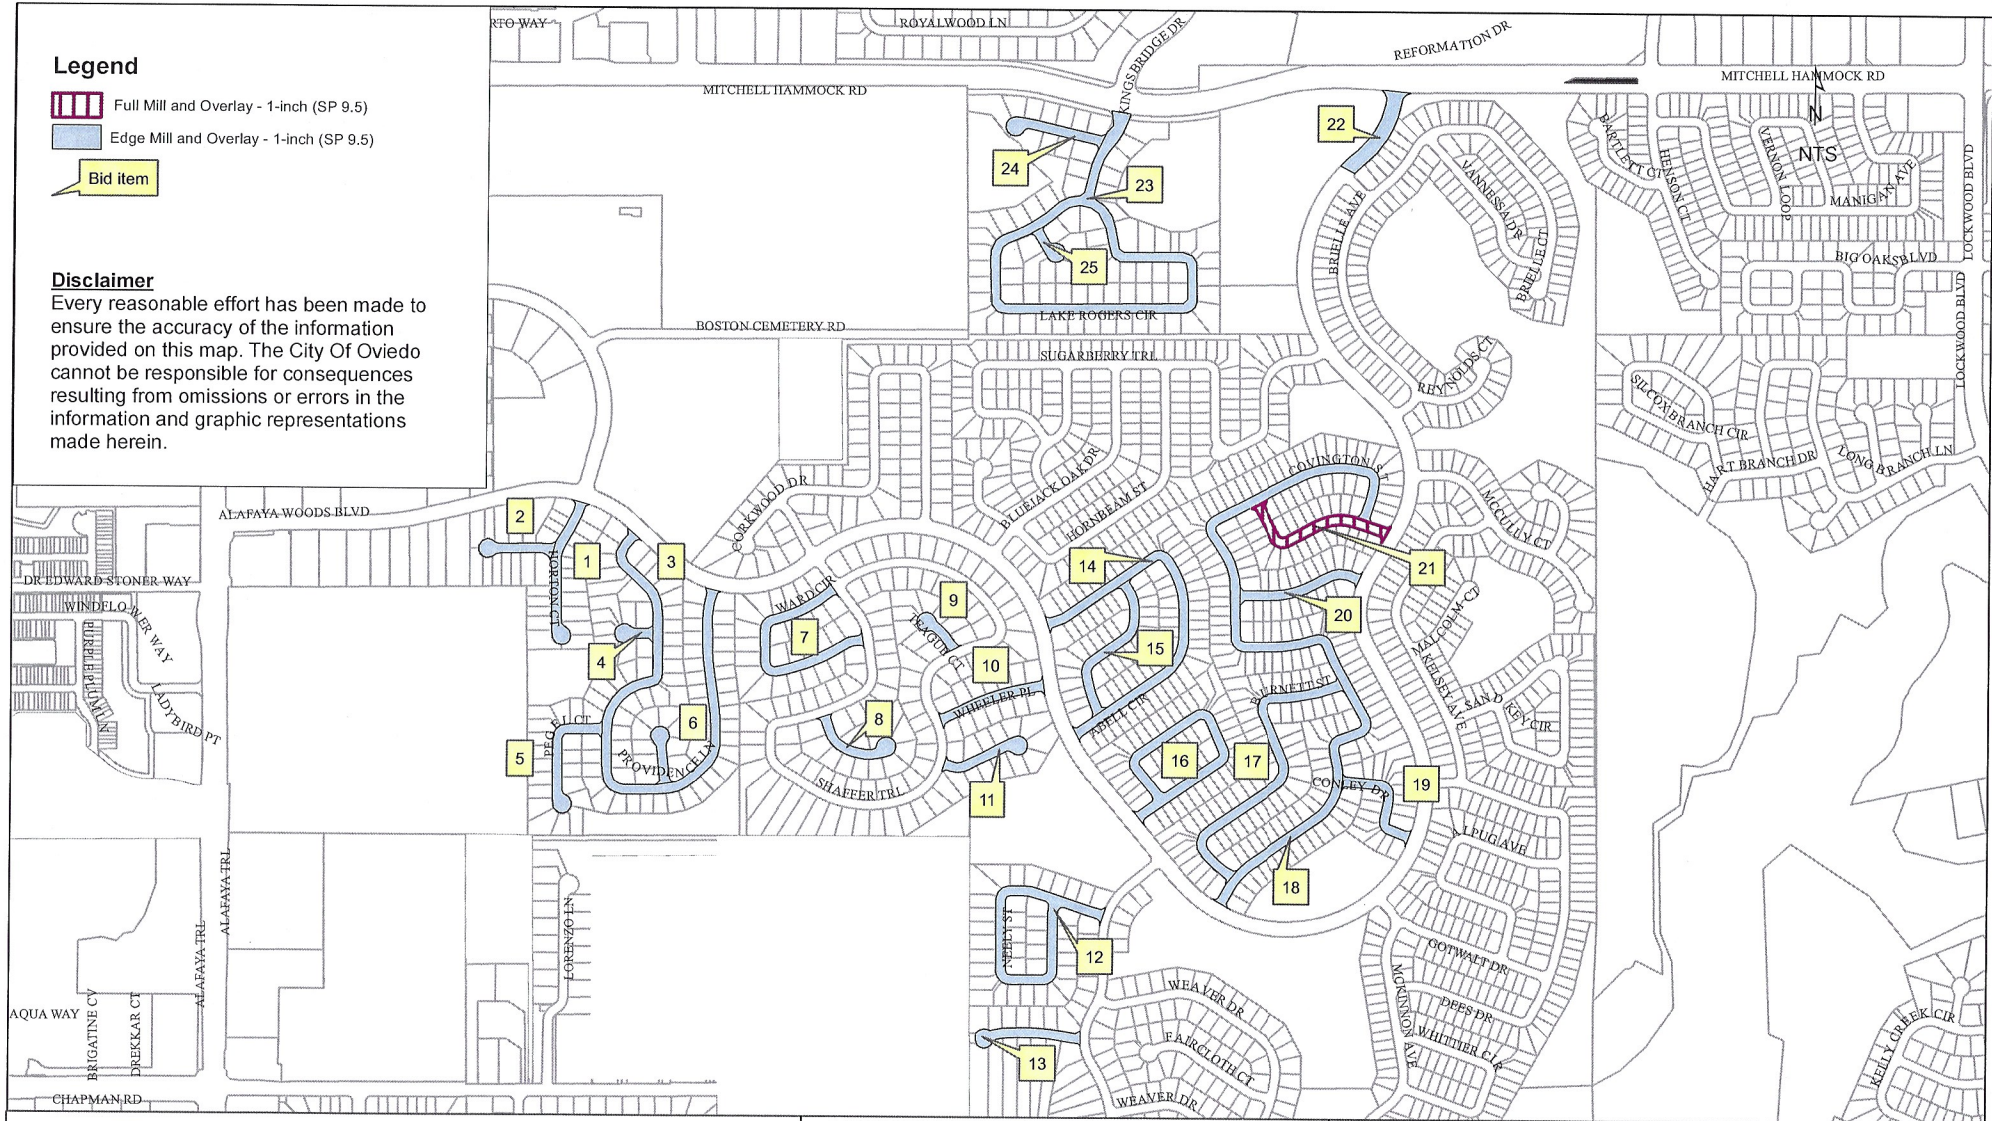 Legend
Full Mill and Overlay - 1-inch (SP 9.5)
Edge Mill and Overlay - 1-inch (SP 9.5)
Bid item
Disclaimer
Every reasonable effort has been made to
ensure the accuracy of the information
provided on this map. The City Of Oviedo
cannot be responsible for consequences
resulting from omissions or errors in the
information and graphic representations
made herein.
RTO WAY
ROYALWOOD LN
KINGS BRIDGE DR
REFORMATION DR
MITCHELL HAMMOCK RD
MITCHELL HAMMOCK RD
N
NTS
22
24
23
25
BARTLETT CT
HENSON CT
VERNON LOOP
MANIGAN AVE
LOCKWOOD BLVD
VANNESSA DR
BRIELLE AVE
BRIELLE CT
BIG OAKS BLVD
LOCKWOOD BLVD
LAKE ROGERS CIR
BOSTON CEMETERY RD
SUGARBERRY TRL
REYNOLDS CT
SILCOX BRANCH CIR
HART BRANCH DR
LONG BRANCH LN
COVINGTON ST
BLUEJACK OAK DR
HORNBEAM ST
CORKWOOD DR
MCCULLY CT
ALAFAYA WOODS BLVD
2
1
3
14
21
DR EDWARD STONER WAY
WINDFLOWER WAY
PURPLE PLUM LN
LADYBIRD PT
HORTON CT
WARD CIR
9
7
TEAGUE CT
10
15
20
MALCOLM CT
KELSEY AVE
SAND KEY CIR
4
6
8
WHEELER PL
ABELL CIR
BURNETT ST
5
PROVIDENCE LN
SHAFFER TRL
11
16
17
CONLEY DR
19
ALPUG AVE
18
ALAFAYA TRL
ALAFAYA TRL
LORENZO LN
NEELY ST
12
13
GOTWALT DR
DEES DR
WHITTIER CIR
MCKINNON AVE
WEAVER DR
FAIRCLOTH CT
WEAVER DR
KELLY CREEK CIR
AQUA WAY
BRIGATINE CV
DREKKAR CT
CHAPMAN RD